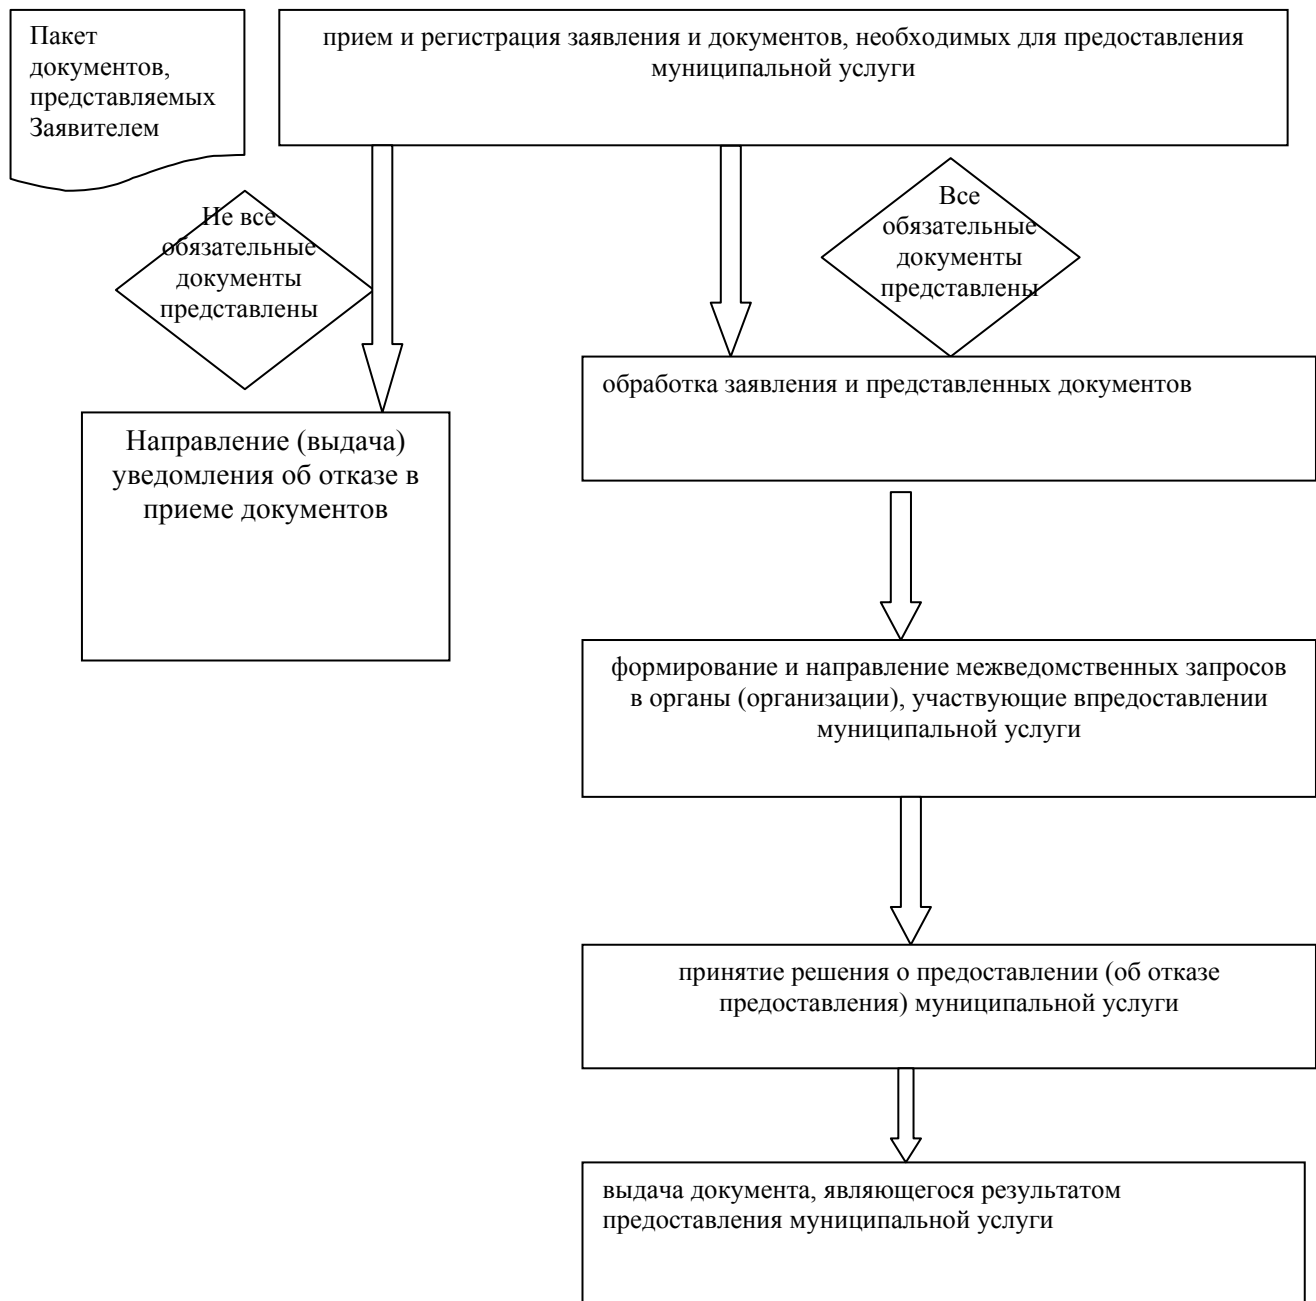 Пакет
документов,
представляемых
Заявителем
прием и регистрация заявления и документов, необходимых для предоставления
муниципальной услуги
Не все
обязательные
документы
представлены
Все
обязательные
документы
представлены
обработка заявления и представленных документов
Направление (выдача)
уведомления об отказе в
приеме документов
формирование и направление межведомственных запросов
в органы (организации), участвующие впредоставлении
муниципальной услуги
принятие решения о предоставлении (об отказе
предоставления) муниципальной услуги
выдача документа, являющегося результатом
предоставления муниципальной услуги